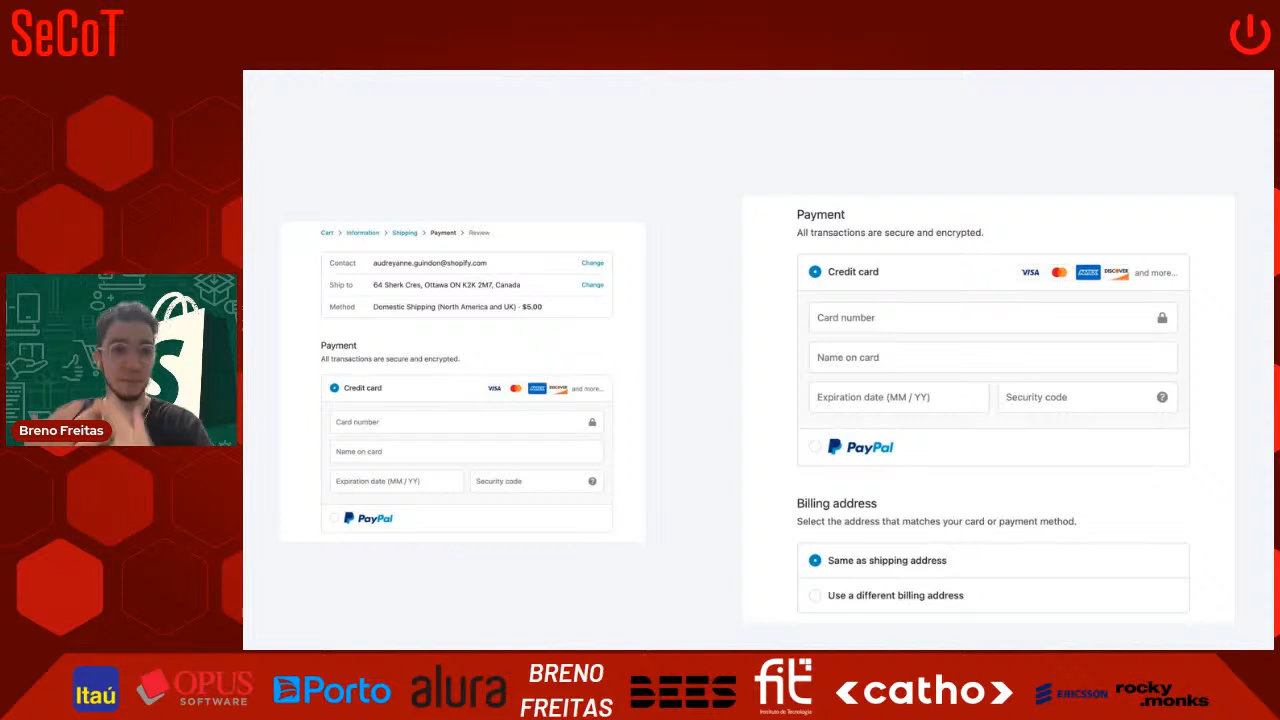 SeCoT
Cart > Information > Shipping > Payment > Review
Contact audreyanne.guindon@shopify.com Change
Ship to 64 Sherk Cres, Ottawa ON K2K 2M7, Canada Change
Method Domestic Shipping (North America and UK) · $5.00
Payment
All transactions are secure and encrypted.
Credit card VISA DISCOVER and more...
Card number
Name on card
Expiration date (MM / YY) Security code
PayPal
Payment
All transactions are secure and encrypted.
Credit card VISA AMERICAN EXPRESS DISCOVER and more...
Card number
Name on card
Expiration date (MM / YY) Security code
PayPal
Billing address
Select the address that matches your card or payment method.
Same as shipping address
Use a different billing address
S
Breno Freitas
Itaú
OPUS
SOFTWARE
Porto
alura
BRENO
FREITAS
BEES
fit
Instituto de Tecnologia
catho
ERICSSON
rocky
.monks